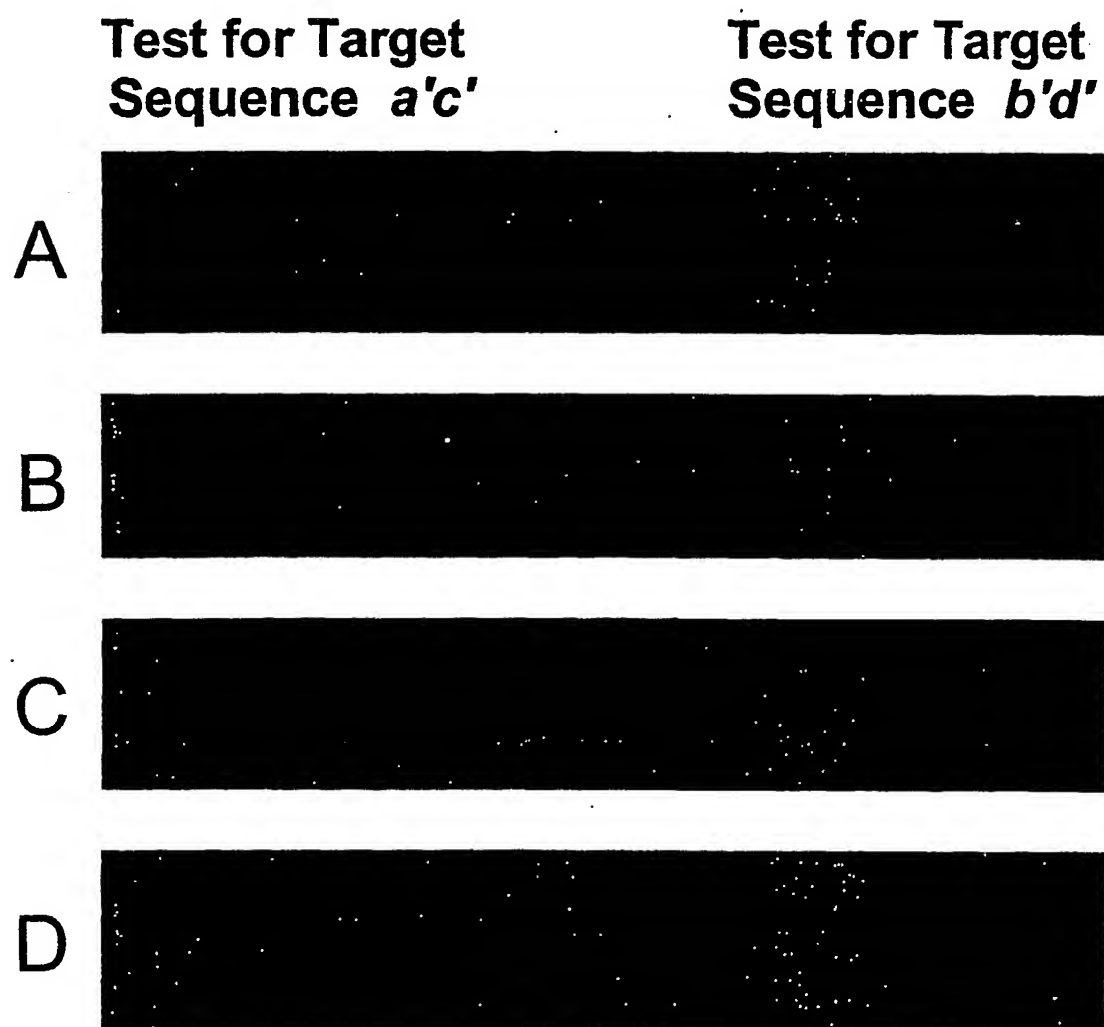 Test for Target
Sequence a'c'
Test for Target
Sequence b'd'
A
B
C
D